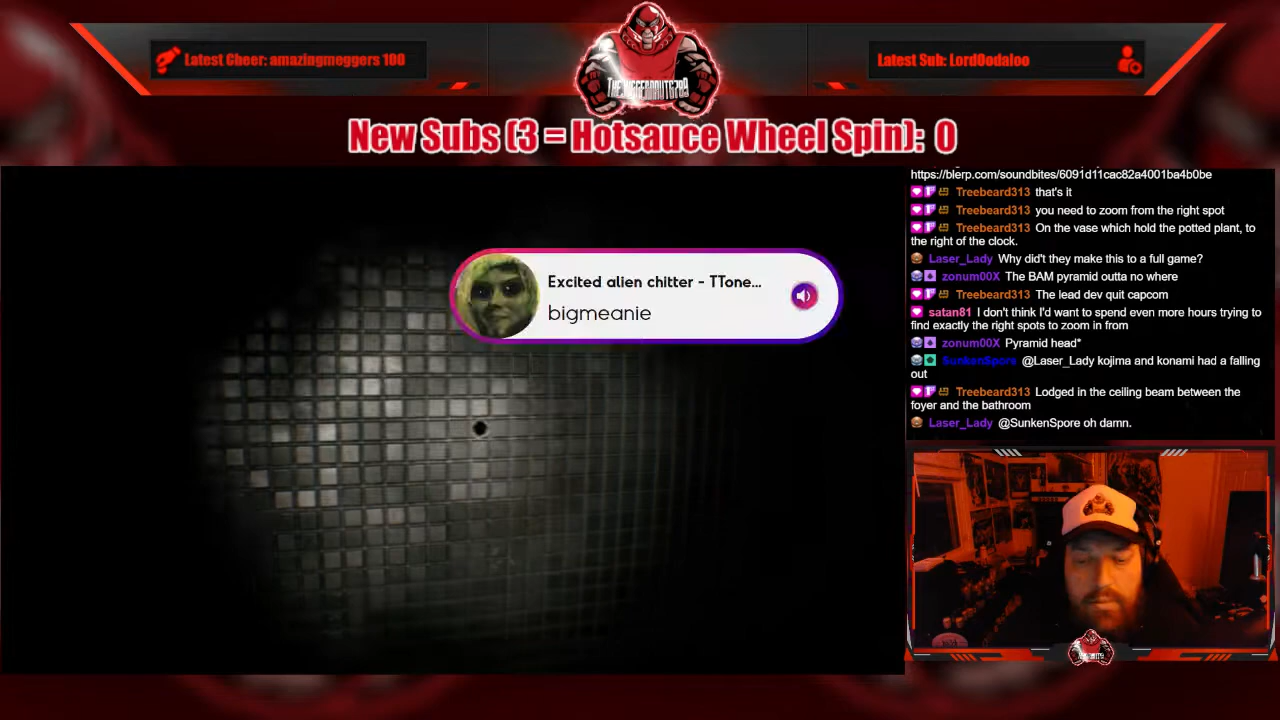 Latest Cheer: amazingmeggers 100
THEJUGGERNAUT6789
Latest Sub: LordOodaloo
New Subs (3 = Hotsauce Wheel Spin): 0
Excited alien chitter - TTone...
bigmeanie
https://blerp.com/soundbites/6091d11cac82a4001ba4b0be
Treebeard313 that's it
Treebeard313 you need to zoom from the right spot
Treebeard313 On the vase which hold the potted plant, to
the right of the clock.
Laser_Lady Why did't they make this to a full game?
zonum00X The BAM pyramid outta no where
Treebeard313 The lead dev quit capcom
satan81 I don't think I'd want to spend even more hours trying to
find exactly the right spots to zoom in from
zonum00X Pyramid head*
SunkenSpore @Laser_Lady kojima and konami had a falling
out
Treebeard313 Lodged in the ceiling beam between the
foyer and the bathroom
Laser_Lady @SunkenSpore oh damn.